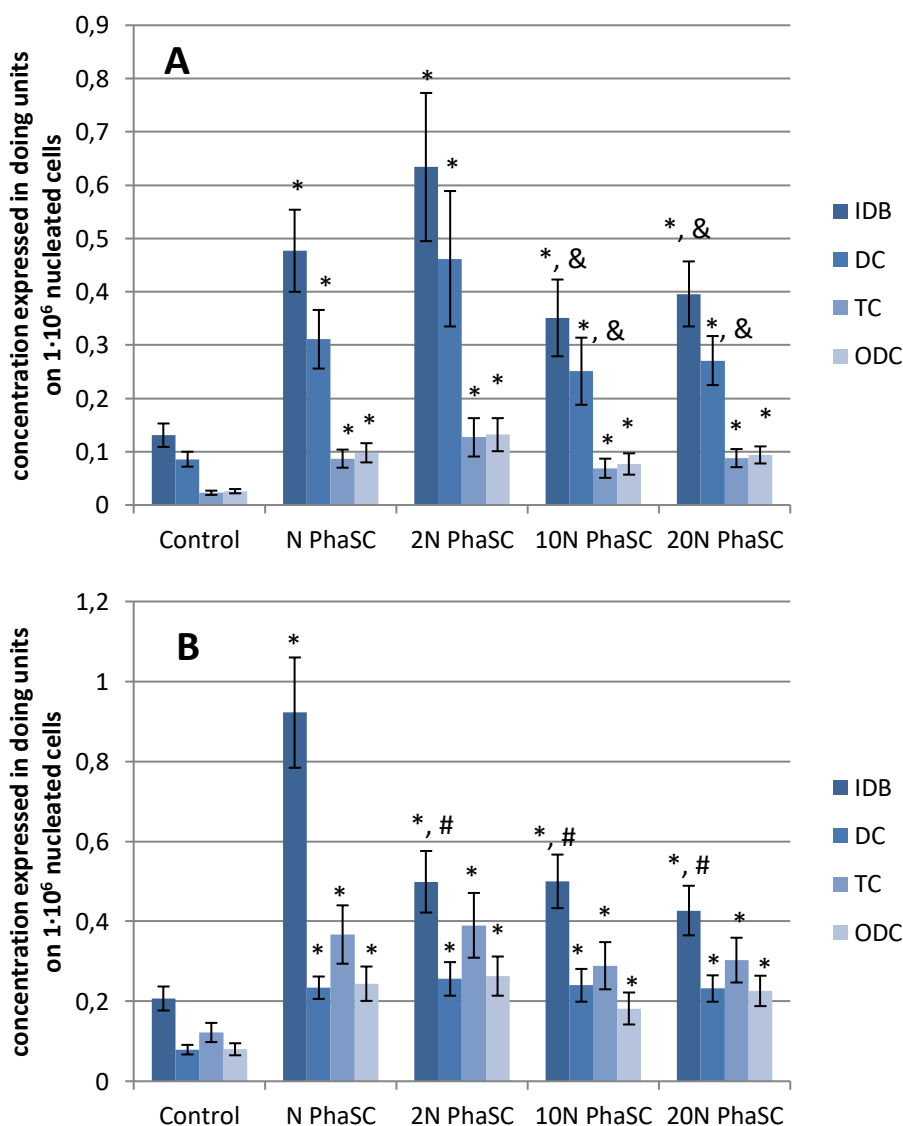 0,9
0,8
0,7
0,6
0,5
0,4
0,3
0,2
0,1
0
concentration expressed in doing units
on 1·10⁶ nucleated cells
A
*
*
*
*
*
*
*
*
*, &
*, &
*
*
*, &
*, &
*
*
Control
N PhaSC
2N PhaSC
10N PhaSC
20N PhaSC
IDB
DC
TC
ODC
1,2
1
0,8
0,6
0,4
0,2
0
concentration expressed in doing units
on 1·10⁶ nucleated cells
B
*
*
*
*
*, #
*
*
*
*, #
*
*
*
*, #
*
*
*
Control
N PhaSC
2N PhaSC
10N PhaSC
20N PhaSC
IDB
DC
TC
ODC